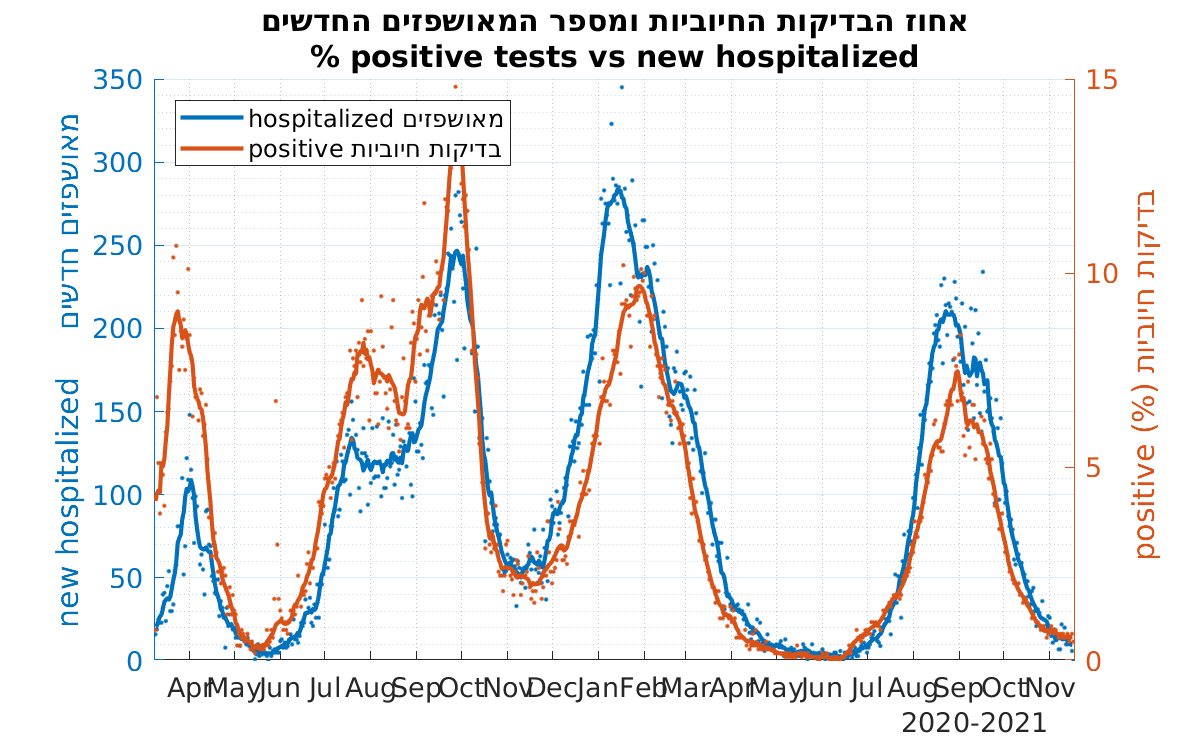 אחוז הבדיקות החיוביות ומספר המאושפזים החדשים
% positive tests vs new hospitalized
350
300
250
200
150
100
50
0
new hospitalized מאושפזים חדשים
hospitalized מאושפזים
positive בדיקות חיוביות
15
10
5
0
positive (%) בדיקות חיוביות
Apr May Jun Jul Aug Sep Oct Nov Dec Jan Feb Mar Apr May Jun Jul Aug Sep Oct Nov
2020-2021